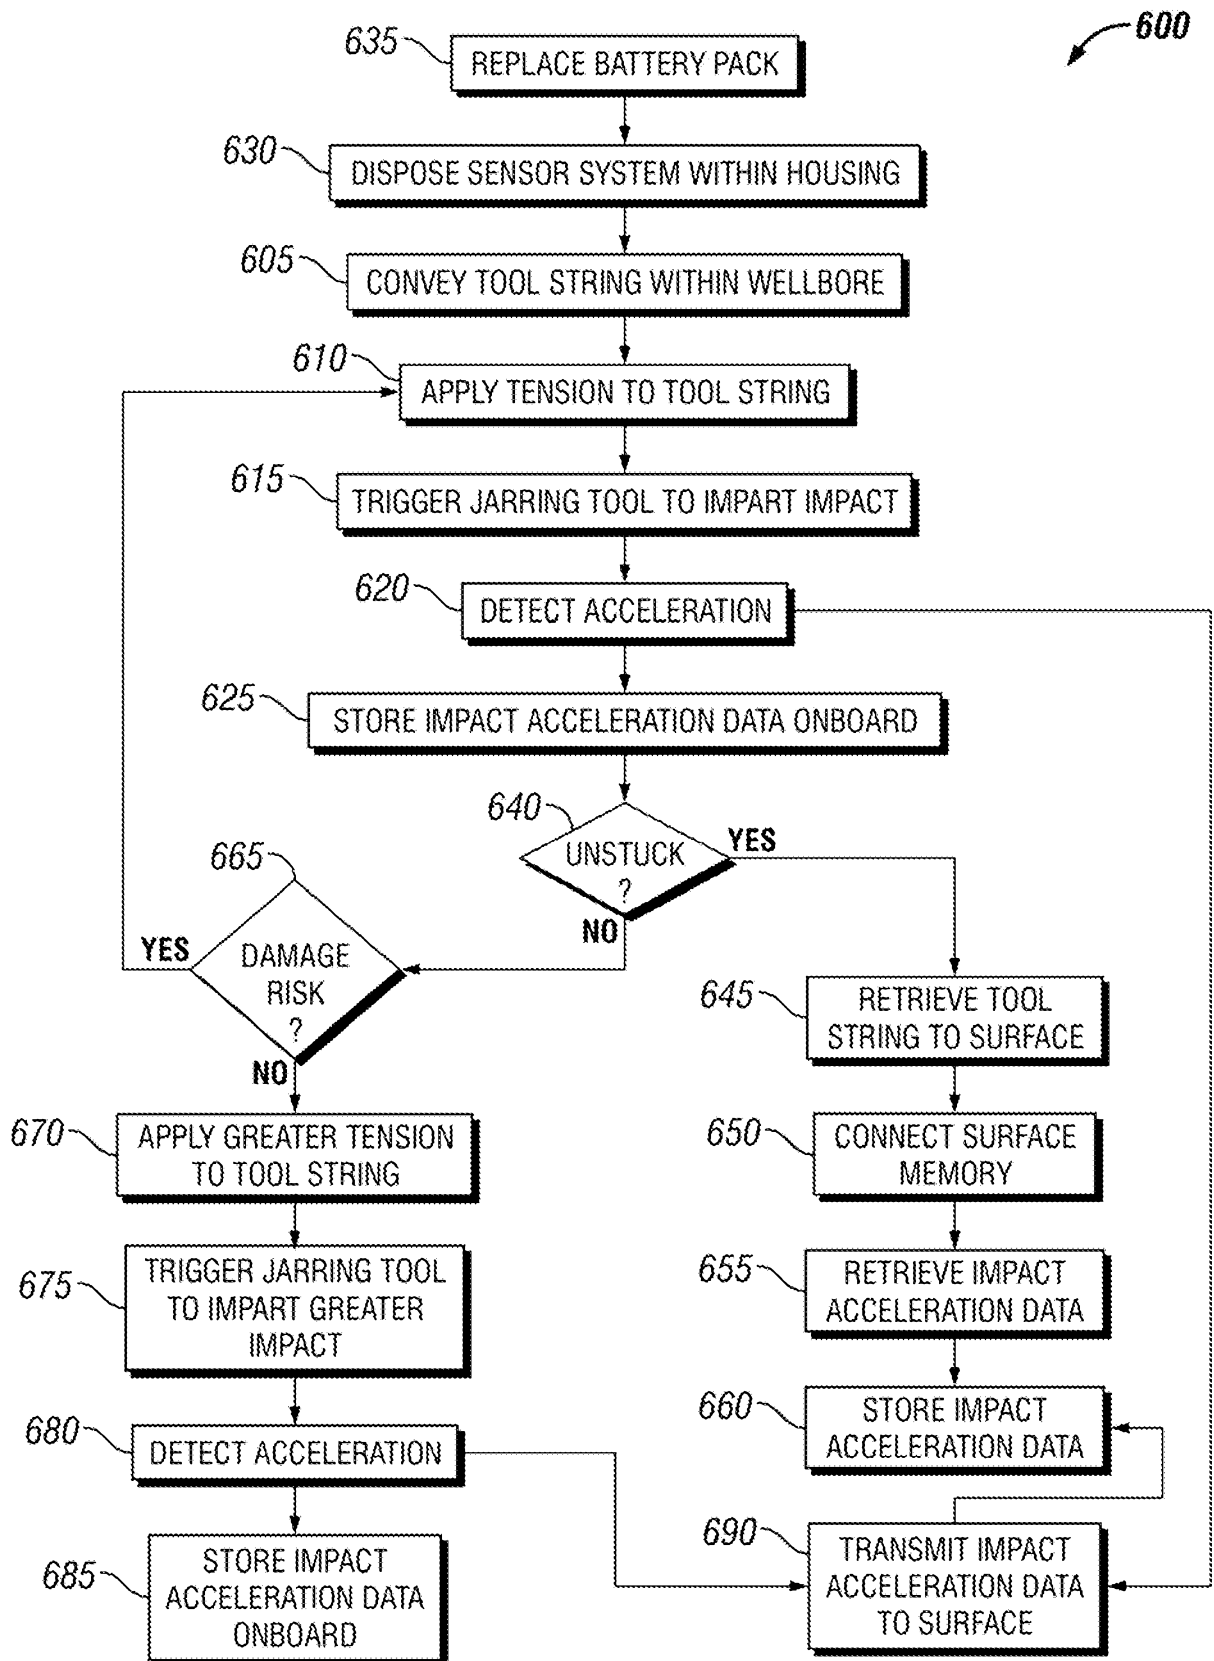 600
635
REPLACE BATTERY PACK
630
DISPOSE SENSOR SYSTEM WITHIN HOUSING
605
CONVEY TOOL STRING WITHIN WELLBORE
610
APPLY TENSION TO TOOL STRING
615
TRIGGER JARRING TOOL TO IMPART IMPACT
620
DETECT ACCELERATION
625
STORE IMPACT ACCELERATION DATA ONBOARD
640
UNSTUCK
?
YES
NO
665
DAMAGE
RISK
?
YES
NO
645
RETRIEVE TOOL
STRING TO SURFACE
650
CONNECT SURFACE
MEMORY
655
RETRIEVE IMPACT
ACCELERATION DATA
660
STORE IMPACT
ACCELERATION DATA
670
APPLY GREATER TENSION
TO TOOL STRING
675
TRIGGER JARRING TOOL
TO IMPART GREATER
IMPACT
680
DETECT ACCELERATION
685
STORE IMPACT
ACCELERATION DATA
ONBOARD
690
TRANSMIT IMPACT
ACCELERATION DATA
TO SURFACE